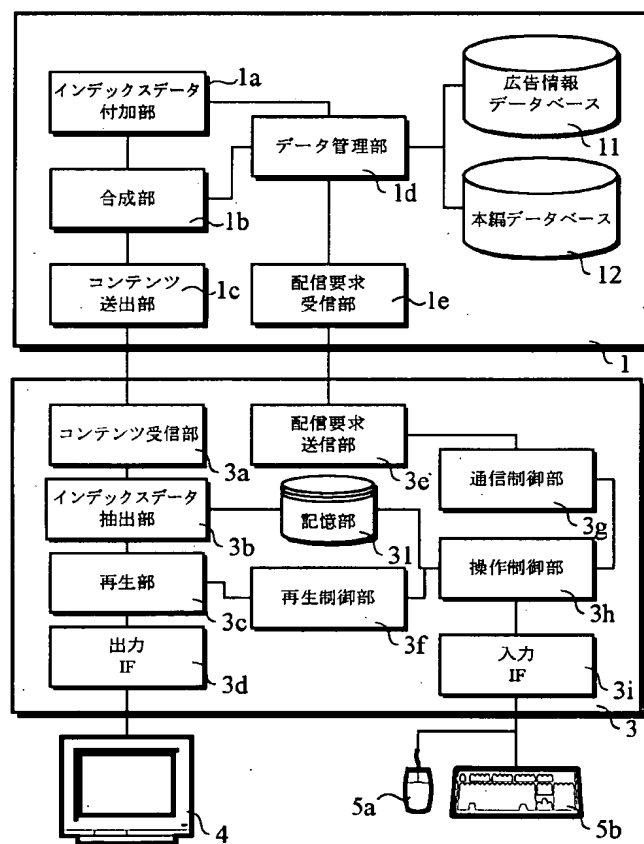 インデックスデータ
付加部
1a
広告情報
データベース
11
データ管理部
1d
合成部
1b
本編データベース
12
コンテンツ
送出部
1c
配信要求
受信部
1e
1
コンテンツ受信部
3a
配信要求
送信部
3e
通信制御部
3g
インデックスデータ
抽出部
3b
記憶部
31
操作制御部
3h
再生部
3c
再生制御部
3f
出力
IF
3d
入力
IF
3i
3
4
5a
5b